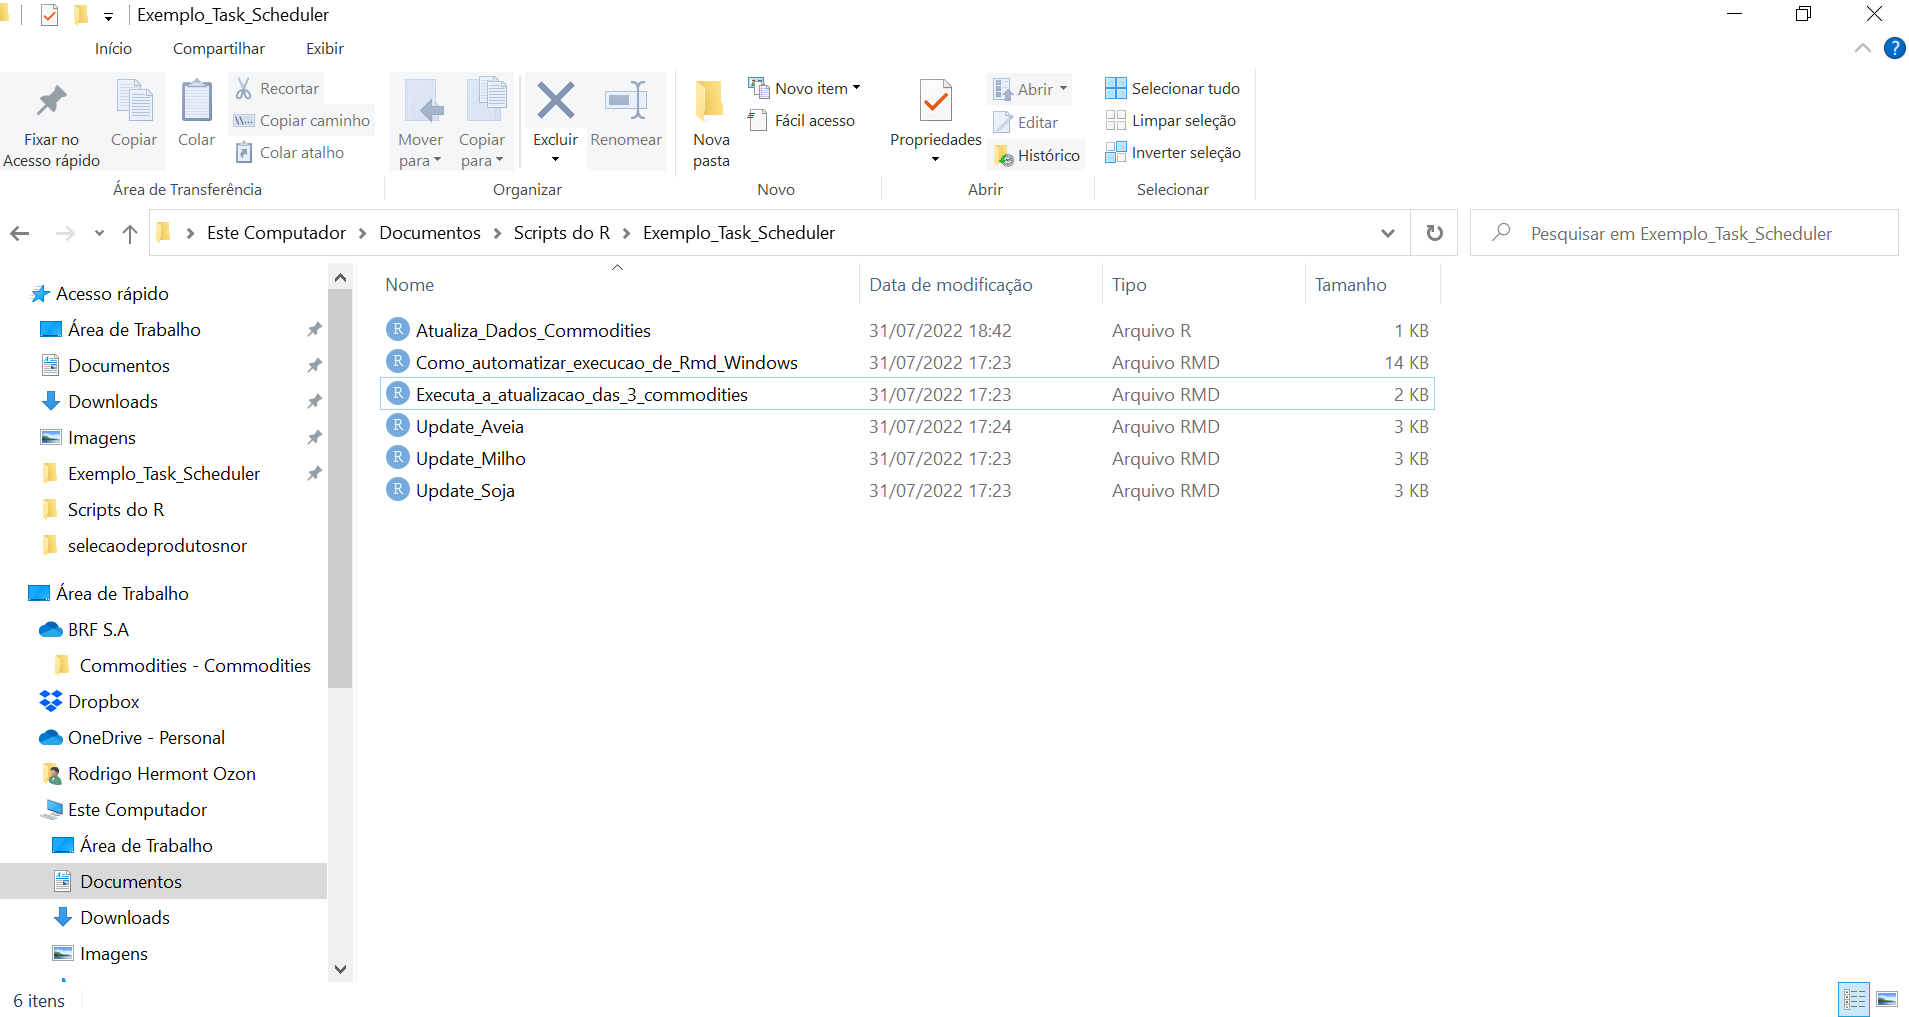 Exemplo_Task_Scheduler
Início Compartilhar Exibir
Fixar no Acesso rápido
Copiar
Colar
Recortar
Copiar caminho
Colar atalho
Área de Transferência
Mover para
Copiar para
Excluir
Renomear
Organizar
Nova pasta
Novo item
Fácil acesso
Novo
Propriedades
Abrir
Editar
Histórico
Abrir
Selecionar tudo
Limpar seleção
Inverter seleção
Selecionar
Este Computador > Documentos > Scripts do R > Exemplo_Task_Scheduler
Pesquisar em Exemplo_Task_Scheduler
Acesso rápido
Área de Trabalho
Documentos
Downloads
Imagens
Exemplo_Task_Scheduler
Scripts do R
selecaodeprodutosnor
Área de Trabalho
BRF S.A
Commodities - Commodities
Dropbox
OneDrive - Personal
Rodrigo Hermont Ozon
Este Computador
Área de Trabalho
Documentos
Downloads
Imagens
Nome Data de modificação Tipo Tamanho
Atualiza_Dados_Commodities 31/07/2022 18:42 Arquivo R 1 KB
Como_automatizar_execucao_de_Rmd_Windows 31/07/2022 17:23 Arquivo RMD 14 KB
Executa_a_atualizacao_das_3_commodities 31/07/2022 17:23 Arquivo RMD 2 KB
Update_Aveia 31/07/2022 17:24 Arquivo RMD 3 KB
Update_Milho 31/07/2022 17:23 Arquivo RMD 3 KB
Update_Soja 31/07/2022 17:23 Arquivo RMD 3 KB
6 itens